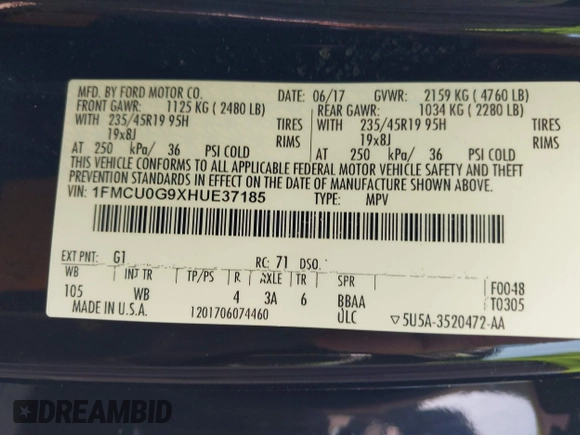 MFD. BY FORD MOTOR CO. DATE: 06/17 GVWR: 2159 KG ( 4760 LB)
FRONT GAWR: 1125 KG ( 2480 LB) REAR GAWR: 1034 KG ( 2280 LB)
WITH 235/45R19 95H TIRES WITH 235/45R19 95H TIRES
19x8J RIMS 19x8J RIMS
AT 250 kPa/ 36 PSI COLD AT 250 kPa/ 36 PSI COLD
THIS VEHICLE CONFORMS TO ALL APPLICABLE FEDERAL MOTOR VEHICLE SAFETY AND THEFT
PREVENTION STANDARDS IN EFFECT ON THE DATE OF MANUFACTURE SHOWN ABOVE.
VIN: 1FMCU0G9XHUE37185 TYPE: MPV
EXT PNT: G1 RC: 71 DSO:
WB INT TR TP/PS R AXLE TR SPR F0048
105 WB 4 3A 6 BBAA T0305
MADE IN U.S.A. 1201706074460 ULC ▽5U5A-3520472-AA
DREAMBID